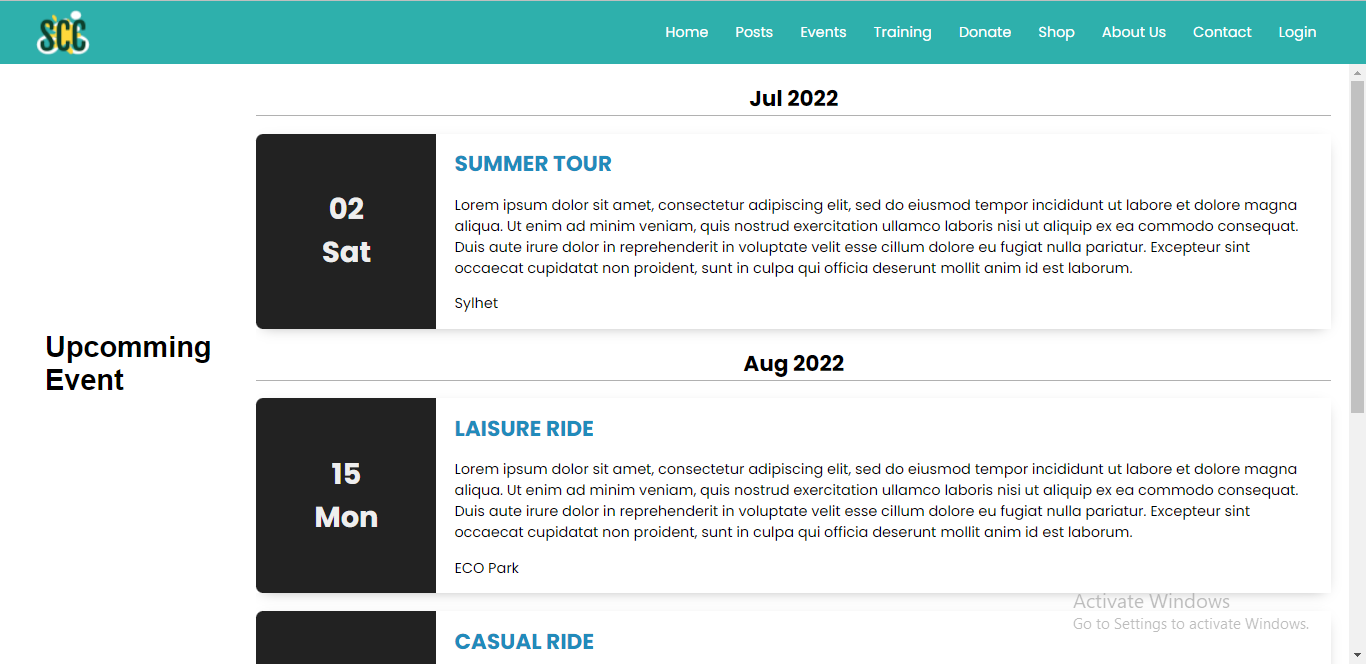 SCC
Home Posts Events Training Donate Shop About Us Contact Login
Upcomming
Event
Jul 2022
02
Sat
SUMMER TOUR
Lorem ipsum dolor sit amet, consectetur adipiscing elit, sed do eiusmod tempor incididunt ut labore et dolore magna
aliqua. Ut enim ad minim veniam, quis nostrud exercitation ullamco laboris nisi ut aliquip ex ea commodo consequat.
Duis aute irure dolor in reprehenderit in voluptate velit esse cillum dolore eu fugiat nulla pariatur. Excepteur sint
occaecat cupidatat non proident, sunt in culpa qui officia deserunt mollit anim id est laborum.
Sylhet
Aug 2022
15
Mon
LAISURE RIDE
Lorem ipsum dolor sit amet, consectetur adipiscing elit, sed do eiusmod tempor incididunt ut labore et dolore magna
aliqua. Ut enim ad minim veniam, quis nostrud exercitation ullamco laboris nisi ut aliquip ex ea commodo consequat.
Duis aute irure dolor in reprehenderit in voluptate velit esse cillum dolore eu fugiat nulla pariatur. Excepteur sint
occaecat cupidatat non proident, sunt in culpa qui officia deserunt mollit anim id est laborum.
ECO Park
CASUAL RIDE
Activate Windows
Go to Settings to activate Windows.